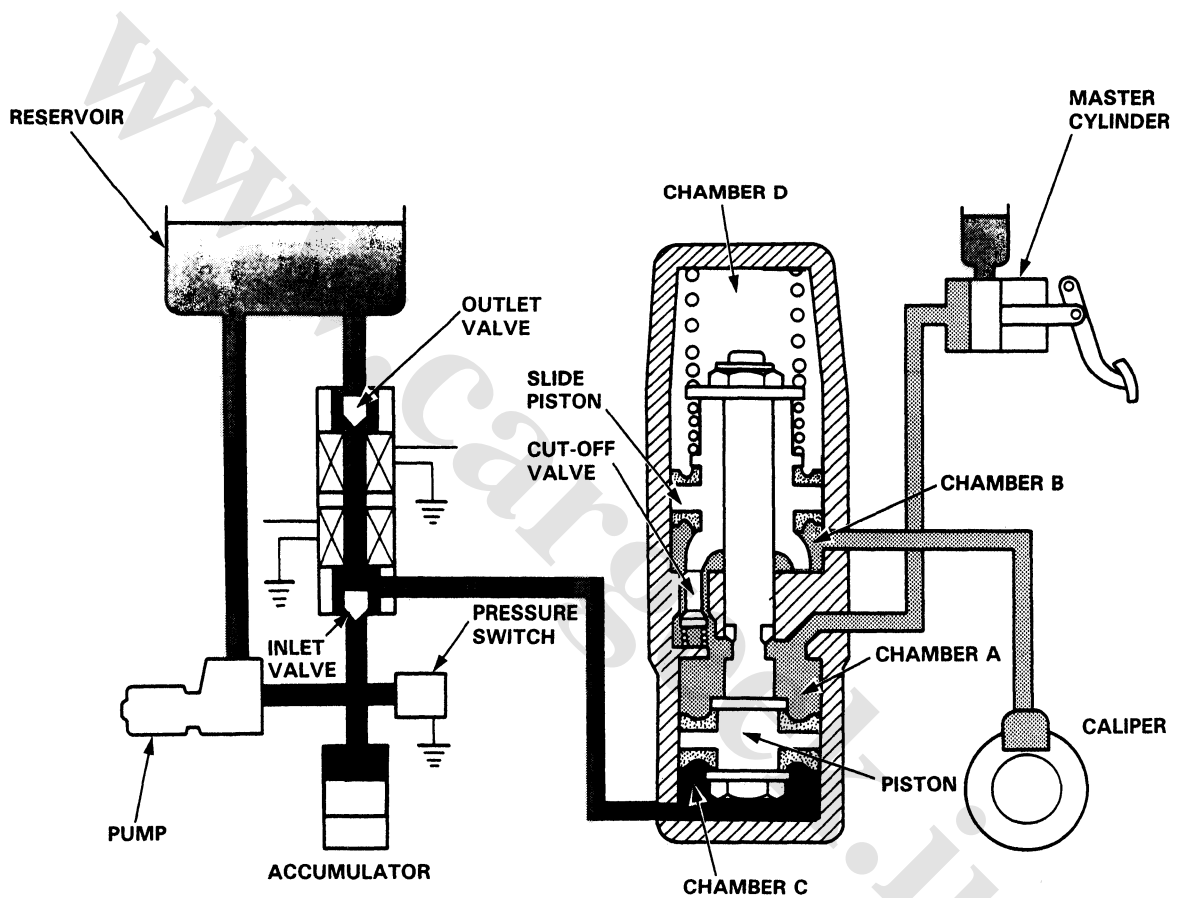 RESERVOIR
MASTER
CYLINDER
CHAMBER D
OUTLET
VALVE
SLIDE
PISTON
CUT-OFF
VALVE
CHAMBER B
PRESSURE
SWITCH
INLET
VALVE
CHAMBER A
CALIPER
PISTON
PUMP
ACCUMULATOR
CHAMBER C